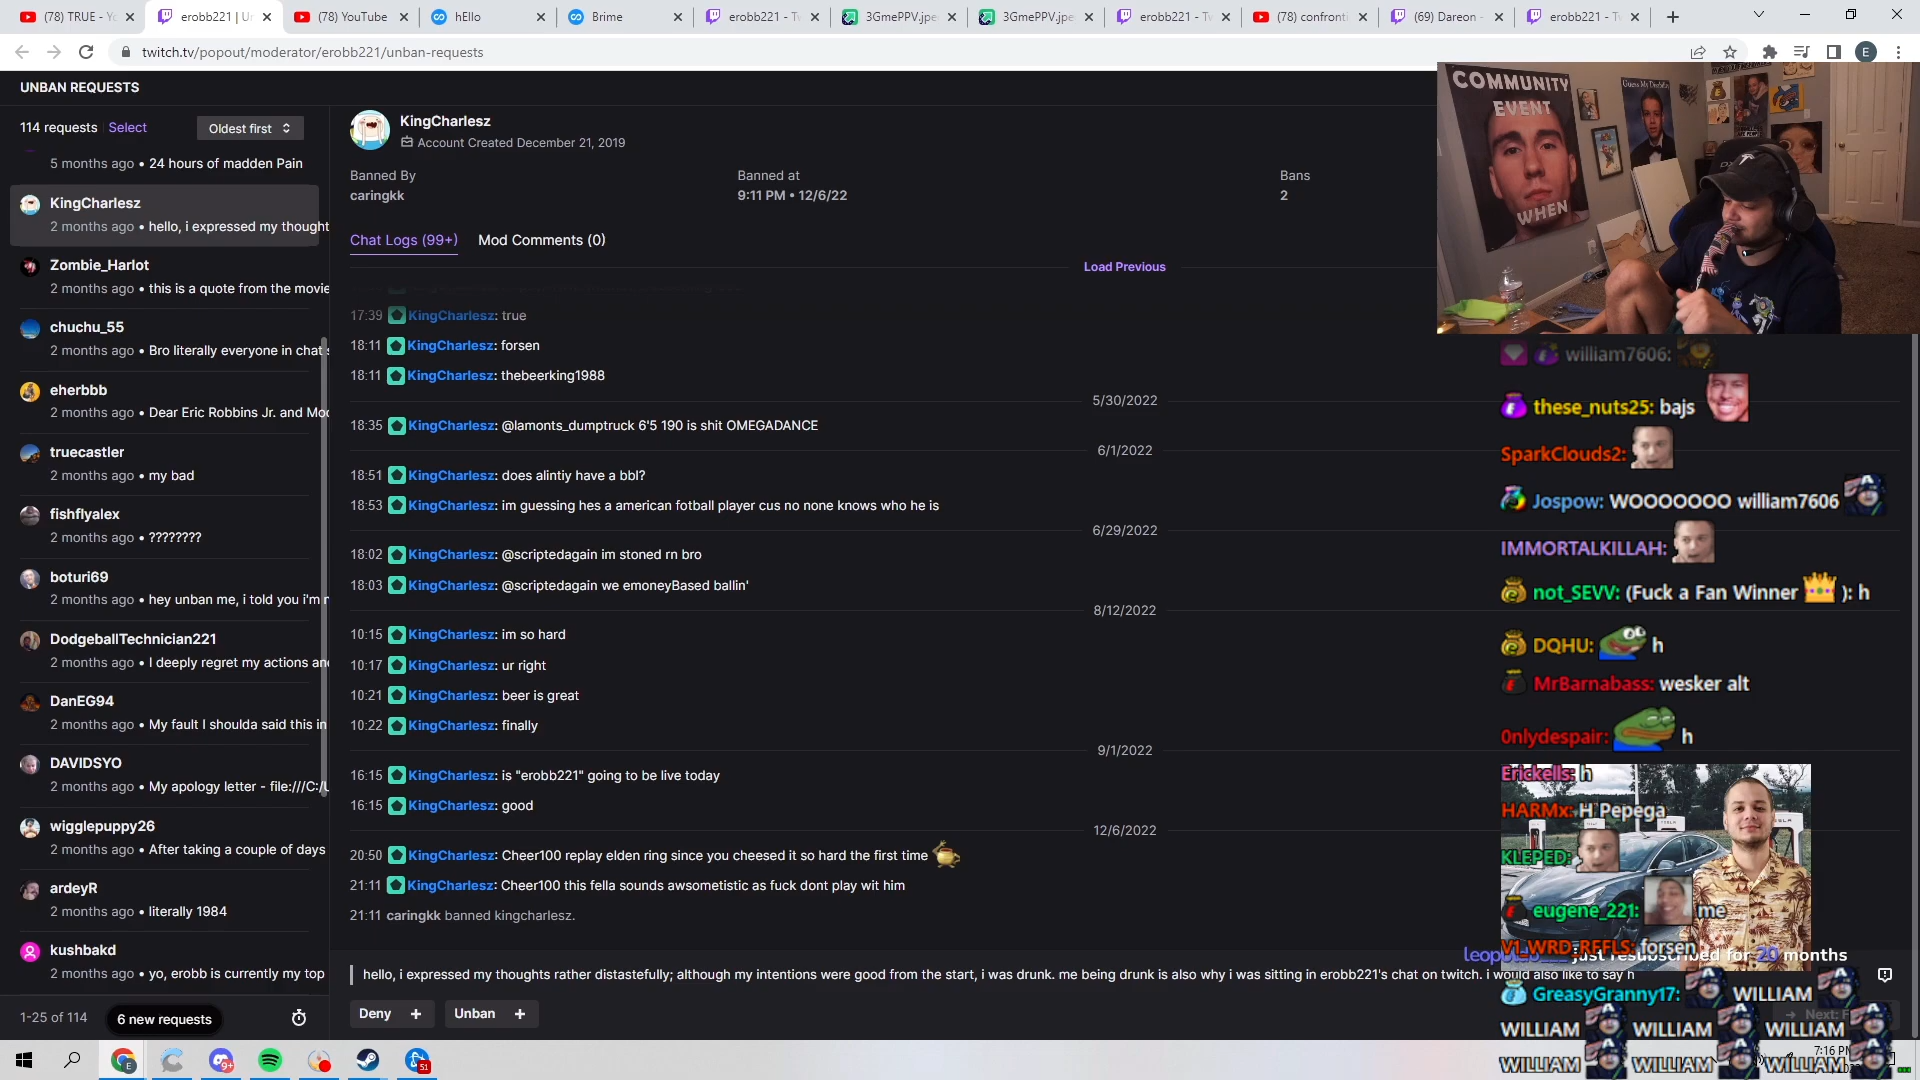 (78) TRUE - Yo
erobb221 | Ur
(78) YouTube
hEllo
Brime
erobb221 - Tw
3GmePPV.jpe
3GmePPV.jpe
erobb221 - Tw
(78) confronti
(69) Dareon -
erobb221 - Tw
twitch.tv/popout/moderator/erobb221/unban-requests
E
UNBAN REQUESTS
114 requests Select
Oldest first
5 months ago • 24 hours of madden Pain
KingCharlesz
2 months ago • hello, i expressed my thought
Zombie_Harlot
2 months ago • this is a quote from the movie
chuchu_55
2 months ago • Bro literally everyone in chat s
eherbbb
2 months ago • Dear Eric Robbins Jr. and Mod
truecastler
2 months ago • my bad
fishflyalex
2 months ago • ????????
boturi69
2 months ago • hey unban me, i told you i'm n
DodgeballTechnician221
2 months ago • I deeply regret my actions and
DanEG94
2 months ago • My fault I shoulda said this in
DAVIDSYO
2 months ago • My apology letter - file:///C:/U
wigglepuppy26
2 months ago • After taking a couple of days
ardeyR
2 months ago • literally 1984
kushbakd
2 months ago • yo, erobb is currently my top
1-25 of 114
6 new requests
KingCharlesz
Account Created December 21, 2019
Banned By
caringkk
Banned at
9:11 PM • 12/6/22
Bans
2
Chat Logs (99+)
Mod Comments (0)
Load Previous
17:39 KingCharlesz: true
18:11 KingCharlesz: forsen
18:11 KingCharlesz: thebeerking1988
5/30/2022
18:35 KingCharlesz: @lamonts_dumptruck 6'5 190 is shit OMEGADANCE
6/1/2022
18:51 KingCharlesz: does alintiy have a bbl?
18:53 KingCharlesz: im guessing hes a american fotball player cus no none knows who he is
6/29/2022
18:02 KingCharlesz: @scriptedagain im stoned rn bro
18:03 KingCharlesz: @scriptedagain we emoneyBased ballin'
8/12/2022
10:15 KingCharlesz: im so hard
10:17 KingCharlesz: ur right
10:21 KingCharlesz: beer is great
10:22 KingCharlesz: finally
9/1/2022
16:15 KingCharlesz: is "erobb221" going to be live today
16:15 KingCharlesz: good
12/6/2022
20:50 KingCharlesz: Cheer100 replay elden ring since you cheesed it so hard the first time
21:11 KingCharlesz: Cheer100 this fella sounds awsometistic as fuck dont play wit him
21:11 caringkk banned kingcharlesz.
hello, i expressed my thoughts rather distastefully; although my intentions were good from the start, i was drunk. me being drunk is also why i was sitting in erobb221's chat on twitch. i would also like to say h
Deny +
Unban +
COMMUNITY
EVENT
WHEN
william7606:
these_nuts25: bajs
SparkClouds2:
Jospow: WOOOOOOO william7606
IMMORTALKILLAH:
not_SEVV: (Fuck a Fan Winner ): h
DQHU: h
MrBarnabass: wesker alt
0nlydespair: h
Erickells: h
HARMx: H Pepega
KLEPED:
eugene_221: me
V1_WRD_REFLS: forsen
just resubscribed for 20 months
GreasyGranny17: WILLIAM
WILLIAM WILLIAM WILLIAM
WILLIAM WILLIAM WILLIAM
Next:
9+
51
7:16 PM